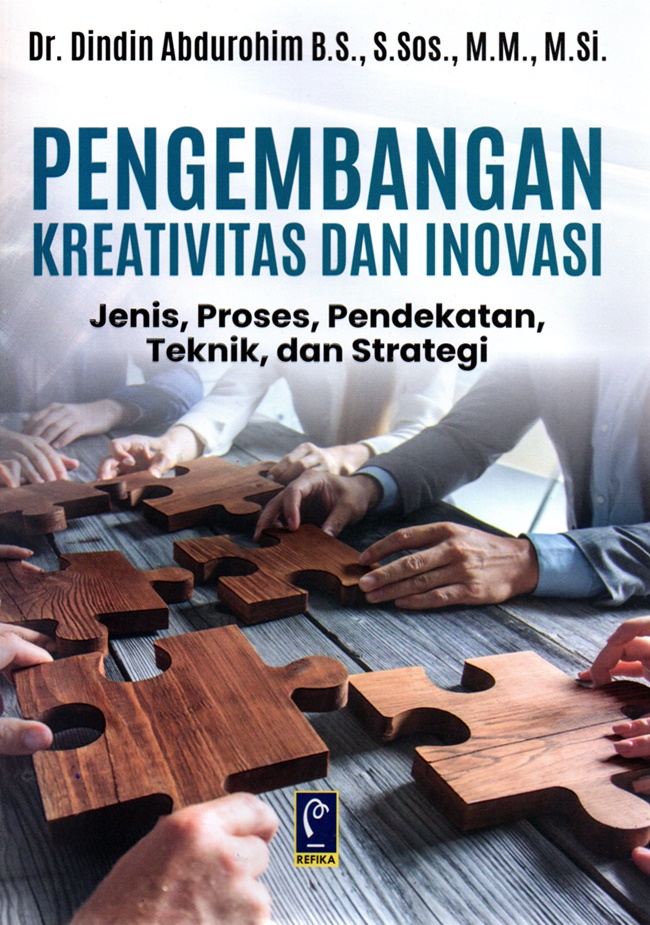 Dr. Dindin Abdurohim B.S., S.Sos., M.M., M.Si.
PENGEMBANGAN
KREATIVITAS DAN INOVASI
Jenis, Proses, Pendekatan,
Teknik, dan Strategi
REFIKA